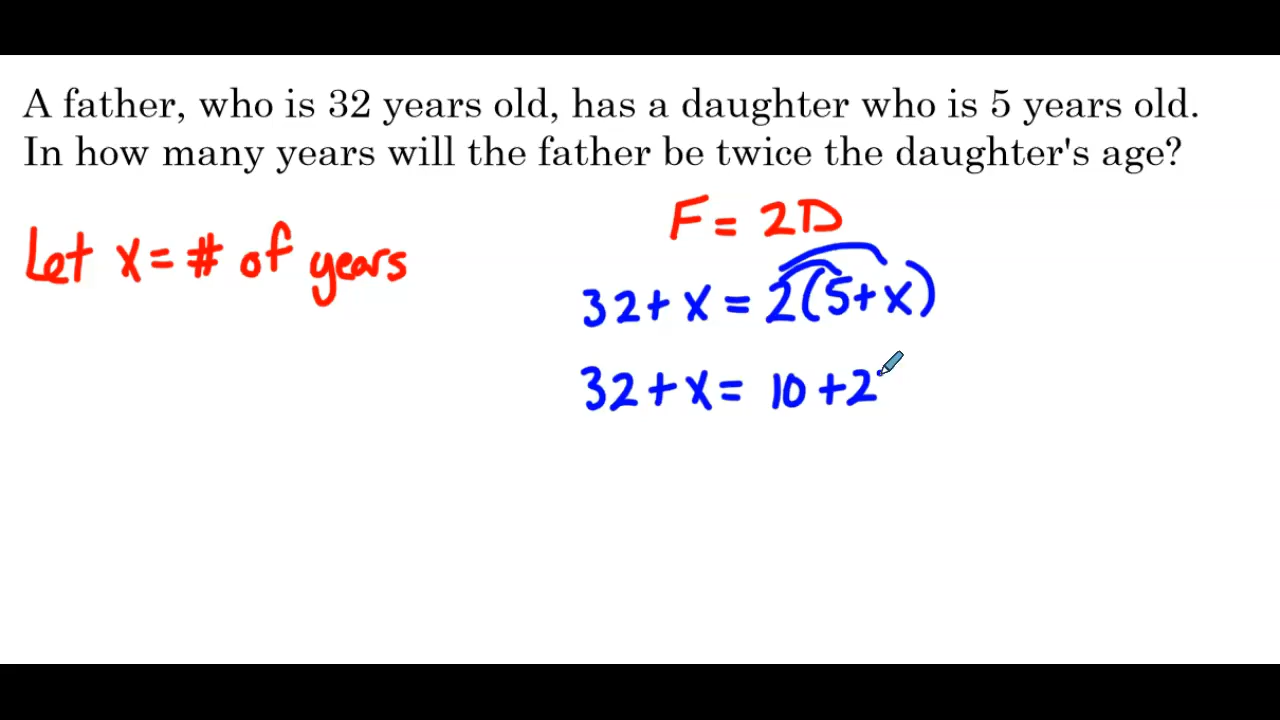 A father, who is 32 years old, has a daughter who is 5 years old.
In how many years will the father be twice the daughter's age?
Let x = # of years
F = 2D
32 + x = 2(5 + x)
32 + x = 10 + 2